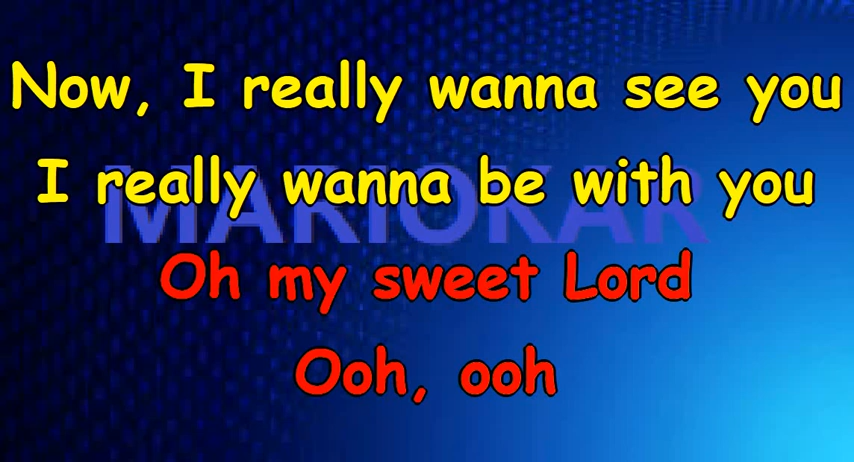 Now, I really wanna see you
I really wanna be with you
MARIOKAR
Oh my sweet Lord
Ooh, ooh